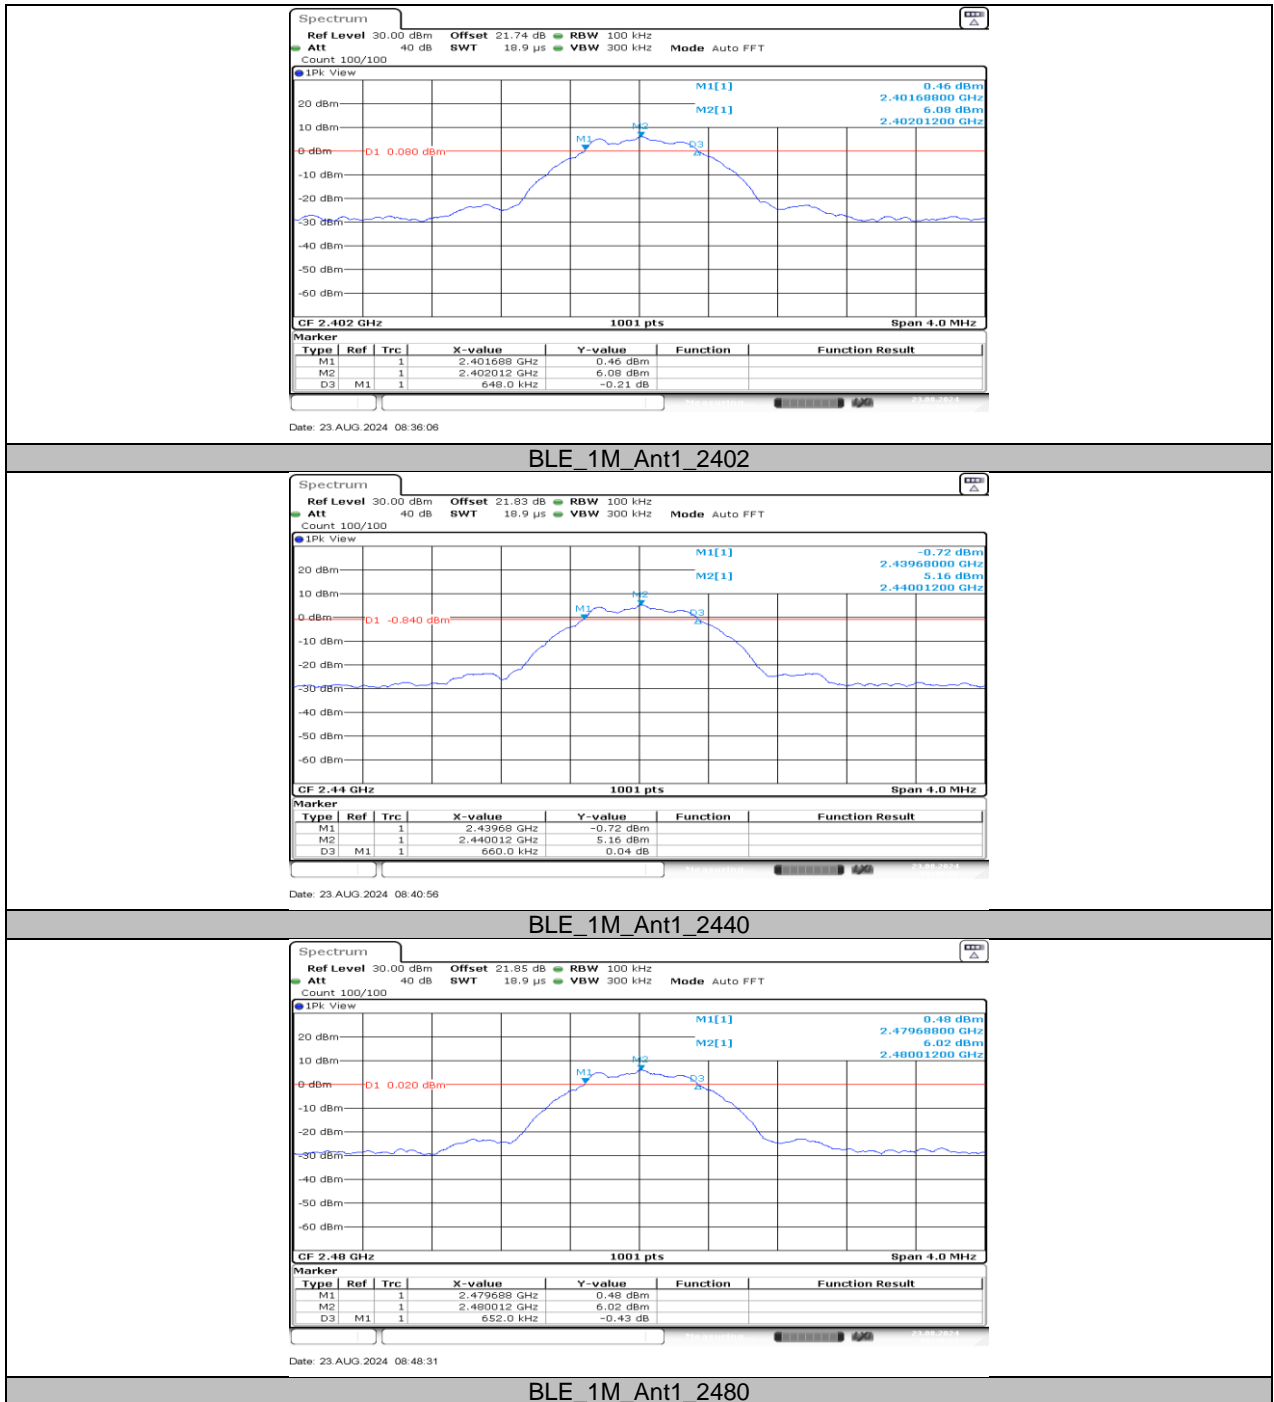 Spectrum
Ref Level 30.00 dBm Offset 21.74 dB RBW 100 kHz
Att 40 dB SWT 18.9 µs VBW 300 kHz Mode Auto FFT
Count 100/100
1Pk View
M1[1] 0.46 dBm
2.40168800 GHz
20 dBm
M2[1] 6.08 dBm
2.40201200 GHz
10 dBm
M2
M1
D3
0 dBm D1 0.080 dBm
-10 dBm
-20 dBm
-30 dBm
-40 dBm
-50 dBm
-60 dBm
CF 2.402 GHz 1001 pts Span 4.0 MHz
Marker
Type Ref Trc X-value Y-value Function Function Result
M1 1 2.401688 GHz 0.46 dBm
M2 1 2.402012 GHz 6.08 dBm
D3 M1 1 648.0 kHz -0.21 dB
Date: 23.AUG.2024 08:36:06
BLE_1M_Ant1_2402
Spectrum
Ref Level 30.00 dBm Offset 21.83 dB RBW 100 kHz
Att 40 dB SWT 18.9 µs VBW 300 kHz Mode Auto FFT
Count 100/100
1Pk View
M1[1] -0.72 dBm
2.43968000 GHz
20 dBm
M2[1] 5.16 dBm
2.44001200 GHz
10 dBm
M2
M1
D3
0 dBm D1 -0.840 dBm
-10 dBm
-20 dBm
-30 dBm
-40 dBm
-50 dBm
-60 dBm
CF 2.44 GHz 1001 pts Span 4.0 MHz
Marker
Type Ref Trc X-value Y-value Function Function Result
M1 1 2.43968 GHz -0.72 dBm
M2 1 2.440012 GHz 5.16 dBm
D3 M1 1 660.0 kHz 0.04 dB
Date: 23.AUG.2024 08:40:56
BLE_1M_Ant1_2440
Spectrum
Ref Level 30.00 dBm Offset 21.85 dB RBW 100 kHz
Att 40 dB SWT 18.9 µs VBW 300 kHz Mode Auto FFT
Count 100/100
1Pk View
M1[1] 0.48 dBm
2.47968800 GHz
20 dBm
M2[1] 6.02 dBm
2.48001200 GHz
10 dBm
M2
M1
D3
0 dBm D1 0.020 dBm
-10 dBm
-20 dBm
-30 dBm
-40 dBm
-50 dBm
-60 dBm
CF 2.48 GHz 1001 pts Span 4.0 MHz
Marker
Type Ref Trc X-value Y-value Function Function Result
M1 1 2.479688 GHz 0.48 dBm
M2 1 2.480012 GHz 6.02 dBm
D3 M1 1 652.0 kHz -0.43 dB
Date: 23.AUG.2024 08:48:31
BLE_1M_Ant1_2480